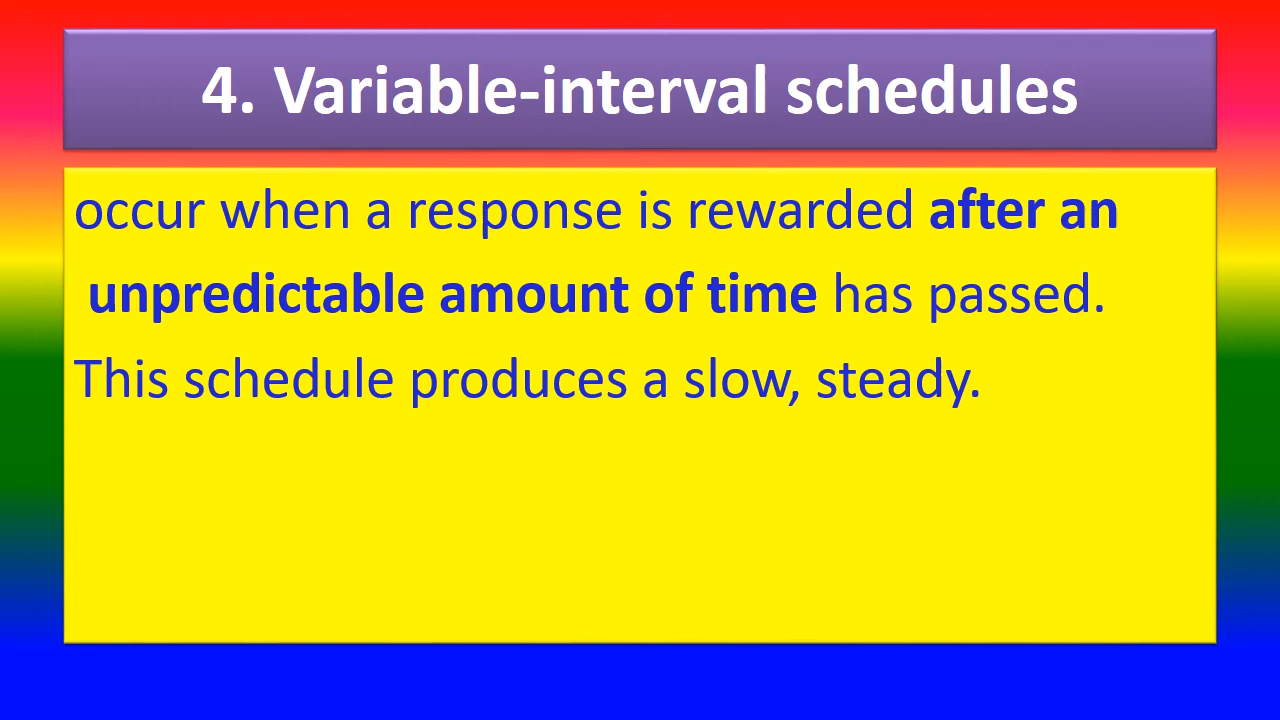 4. Variable-interval schedules
occur when a response is rewarded after an
unpredictable amount of time has passed.
This schedule produces a slow, steady.